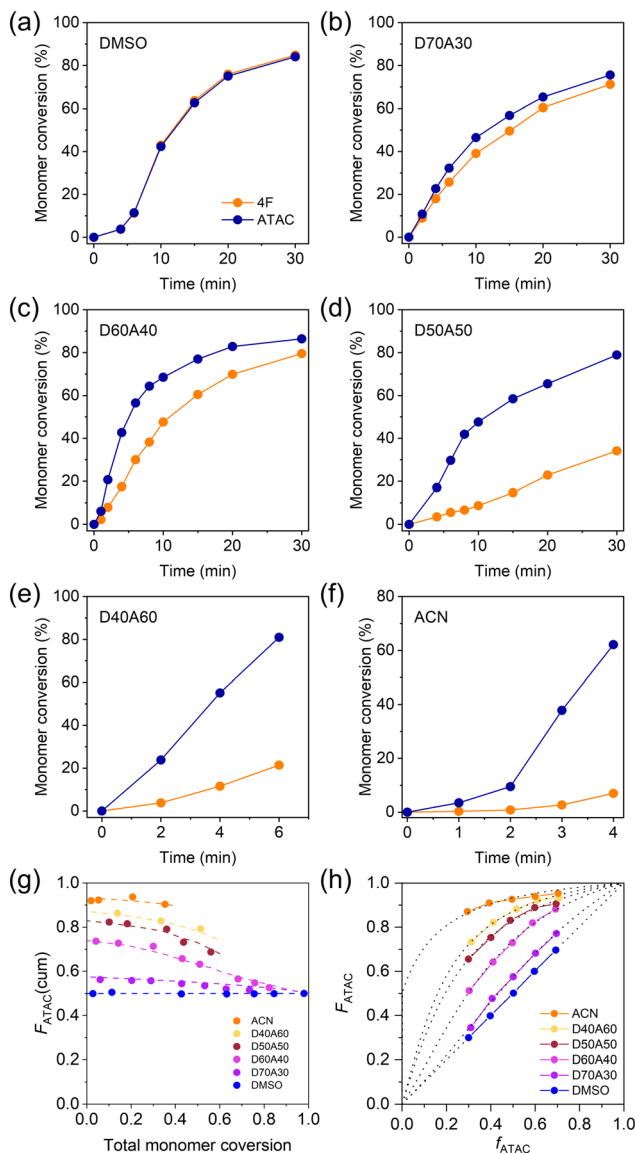 (a)
DMSO
Monomer conversion (%)
100
80
60
40
20
0
4F
ATAC
0 10 20 30
Time (min)
(b)
D70A30
Monomer conversion (%)
100
80
60
40
20
0
0 10 20 30
Time (min)
(c)
D60A40
Monomer conversion (%)
100
80
60
40
20
0
0 10 20 30
Time (min)
(d)
D50A50
Monomer conversion (%)
100
80
60
40
20
0
0 10 20 30
Time (min)
(e)
D40A60
Monomer conversion (%)
100
80
60
40
20
0
0 2 4 6
Time (min)
(f)
ACN
Monomer conversion (%)
80
60
40
20
0
0 1 2 3 4
Time (min)
(g)
F_ATAC(cum)
1.0
0.8
0.6
0.4
0.2
0.0
ACN
D40A60
D50A50
D60A40
D70A30
DMSO
0.0 0.2 0.4 0.6 0.8 1.0
Total monomer coversion
(h)
F_ATAC
1.0
0.8
0.6
0.4
0.2
0.0
ACN
D40A60
D50A50
D60A40
D70A30
DMSO
0.0 0.2 0.4 0.6 0.8 1.0
f_ATAC